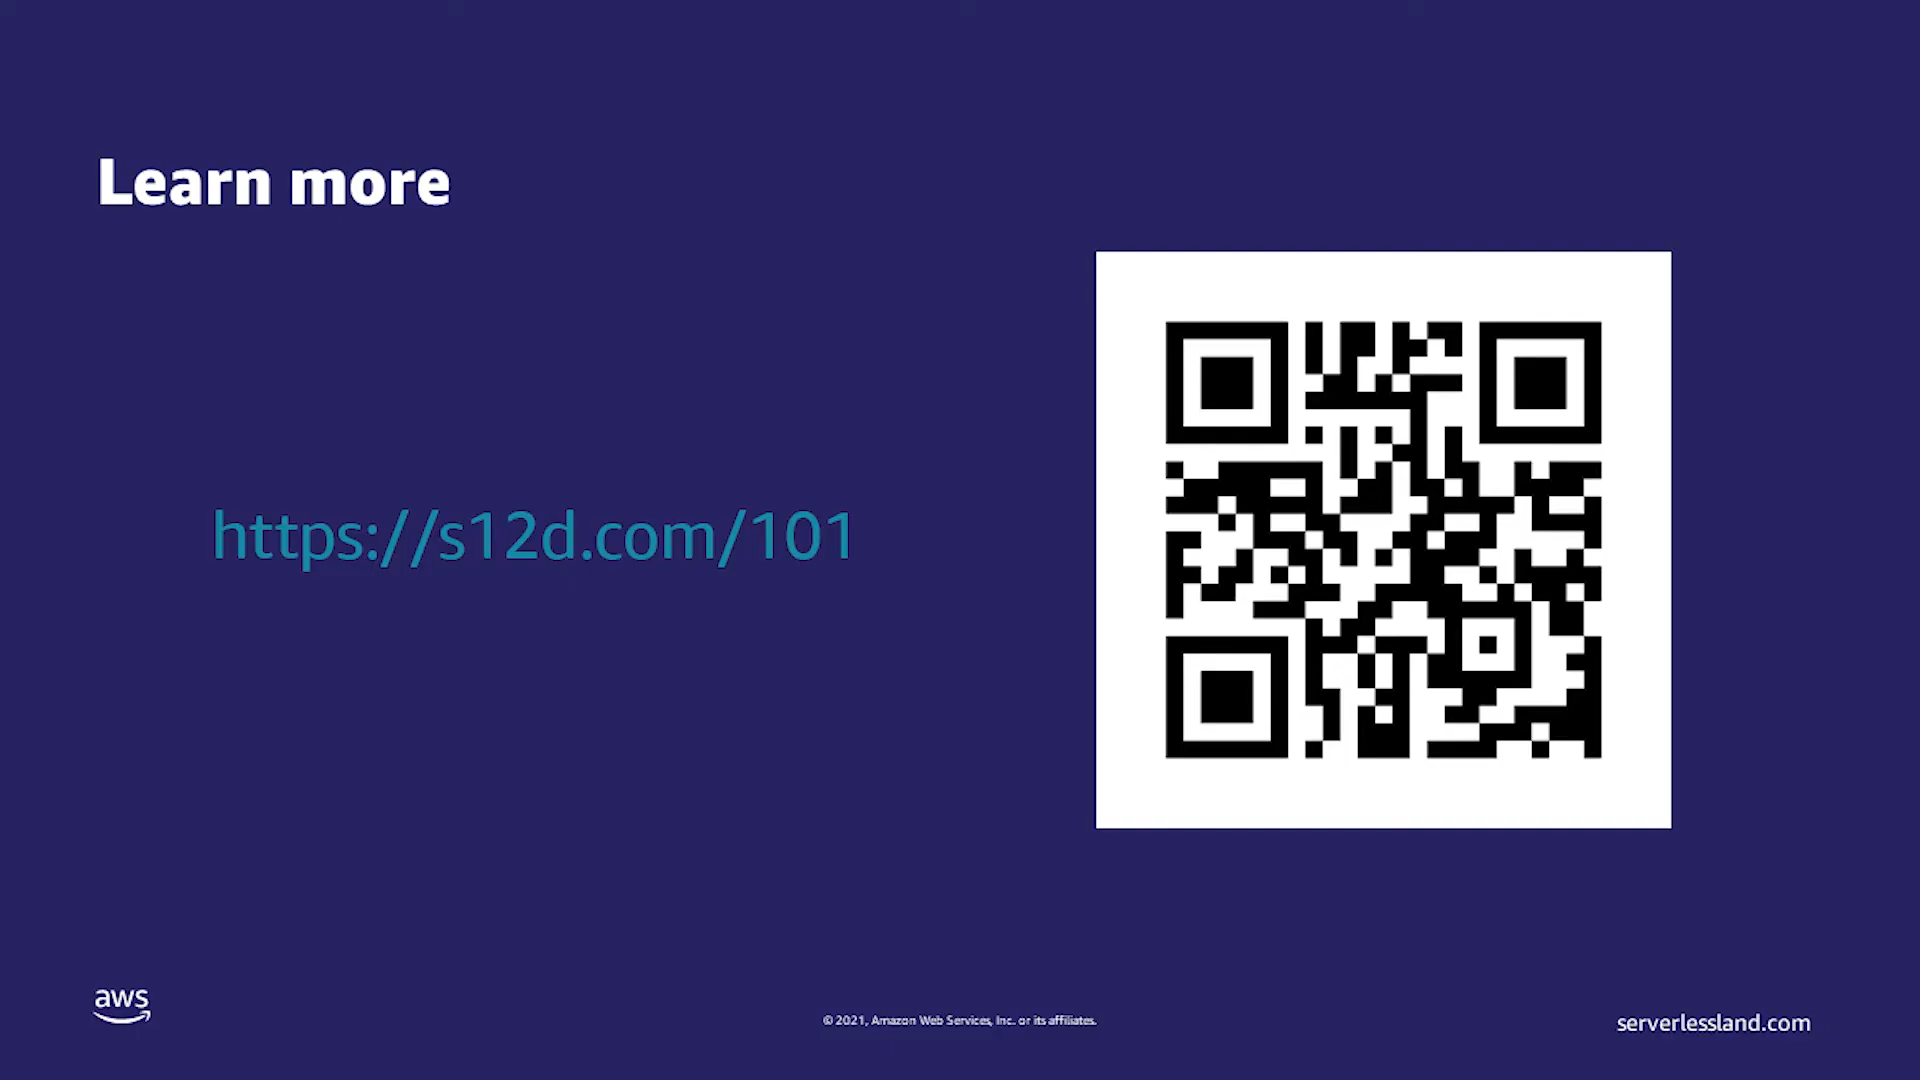 Learn more
https://s12d.com/101
aws
© 2021, Amazon Web Services, Inc. or its affiliates.
serverlessland.com